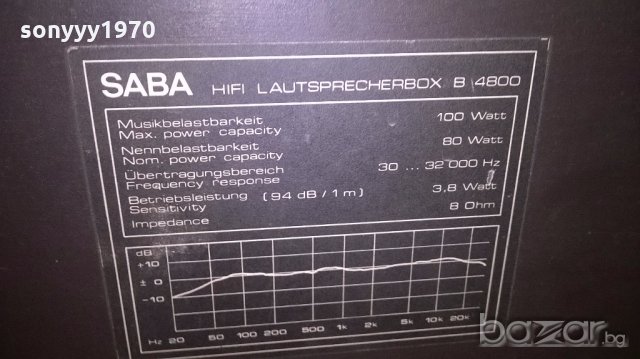 sonyyy1970
SABA HIFI LAUTSPRECHERBOX B 4800
Musikbelastbarkeit 100 Watt
Max. power capacity
Nennbelastbarkeit 80 Watt
Nom. power capacity
Übertragungsbereich 30 ... 32 000 Hz
Frequency response
Betriebsleistung (94 dB / 1 m) 3,8 Watt
Sensitivity
Impedance 8 Ohm
dB
+10
± 0
-10
Hz 20 50 100 200 500 1k 2k 5k 10k 20k
bazar.bg